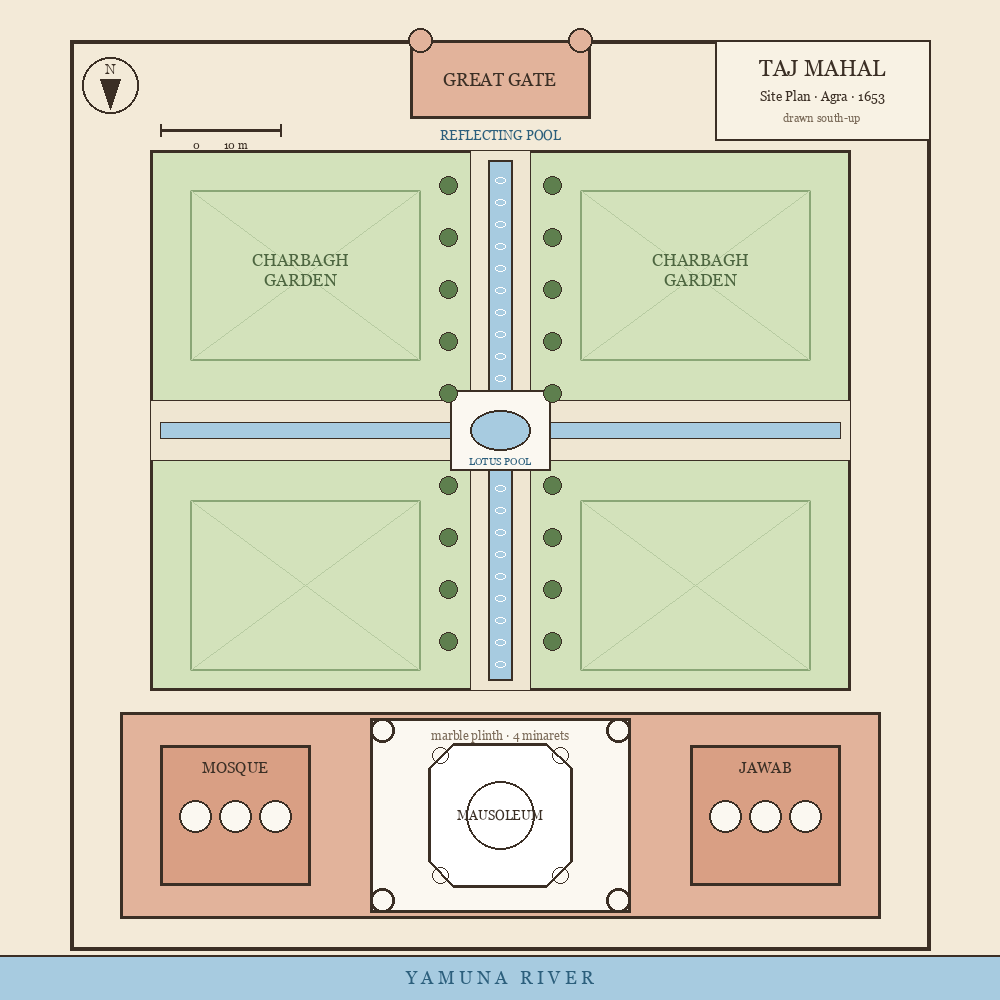 GREAT GATE
TAJ MAHAL
Site Plan · Agra · 1653
drawn south-up
N
0 10 m
REFLECTING POOL
CHARBAGH
GARDEN
CHARBAGH
GARDEN
LOTUS POOL
marble plinth · 4 minarets
MOSQUE
MAUSOLEUM
JAWAB
YAMUNA RIVER